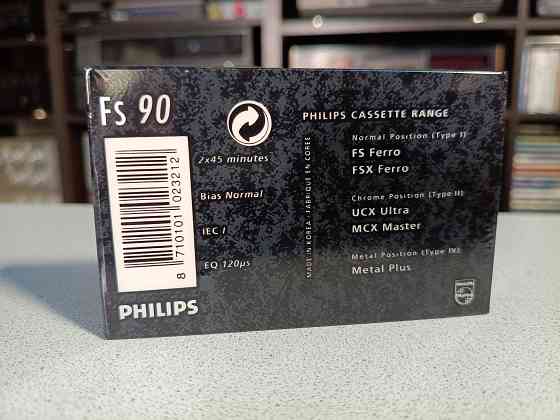 Fs 90
2x45 minutes
Bias Normal
IEC I
EQ 120µs
8 710101 023212
PHILIPS
MADE IN KOREA · FABRIQUE EN COREE
PHILIPS CASSETTE RANGE
Normal Position (Type I)
FS Ferro
FSX Ferro
Chrome Position (Type II)
UCX Ultra
MCX Master
Metal Position (Type IV)
Metal Plus